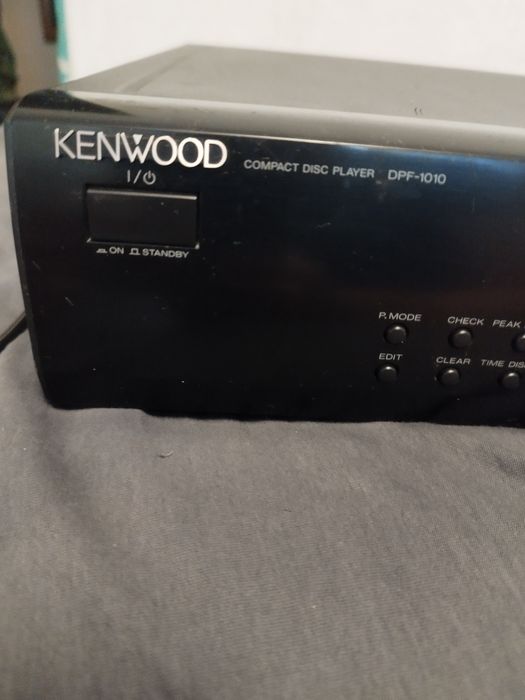 KENWOOD
COMPACT DISC PLAYER DPF-1010
I/⏻
ON STANDBY
P.MODE CHECK PEAK
EDIT CLEAR TIME